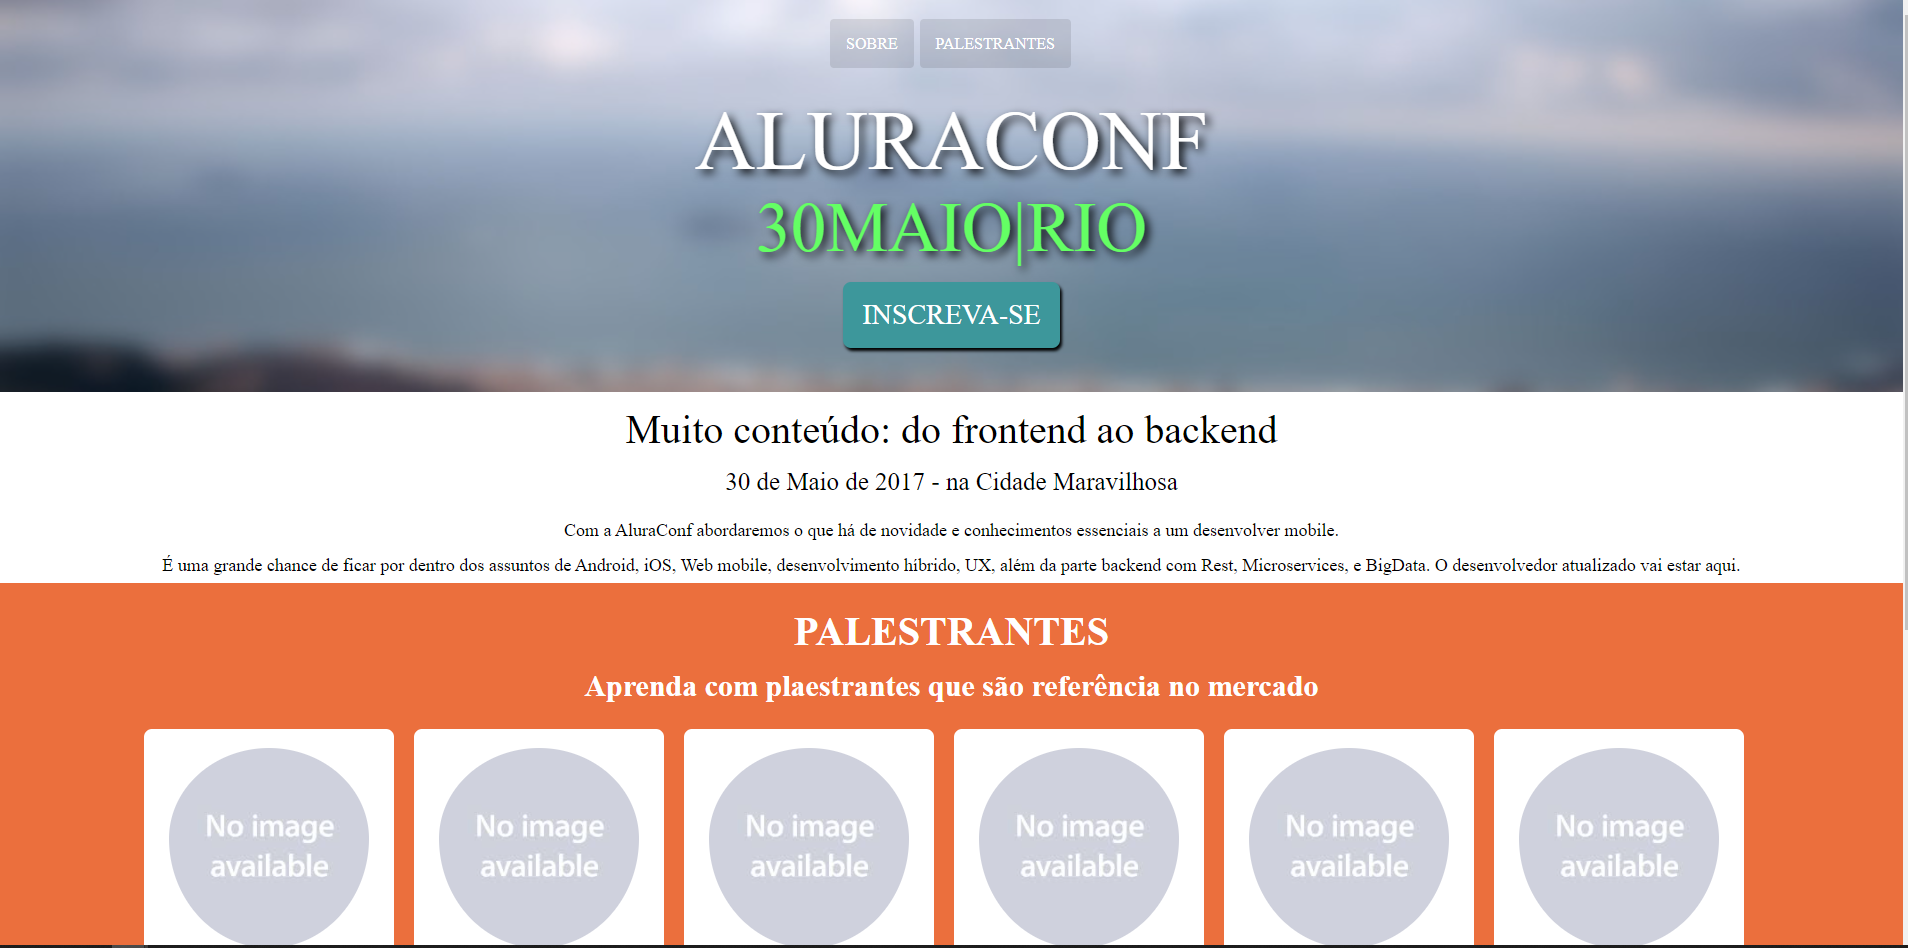 SOBRE PALESTRANTES
ALURACONF
30MAIO|RIO
INSCREVA-SE
Muito conteúdo: do frontend ao backend
30 de Maio de 2017 - na Cidade Maravilhosa
Com a AluraConf abordaremos o que há de novidade e conhecimentos essenciais a um desenvolver mobile.
É uma grande chance de ficar por dentro dos assuntos de Android, iOS, Web mobile, desenvolvimento híbrido, UX, além da parte backend com Rest, Microservices, e BigData. O desenvolvedor atualizado vai estar aqui.
PALESTRANTES
Aprenda com plaestrantes que são referência no mercado
No image available
No image available
No image available
No image available
No image available
No image available